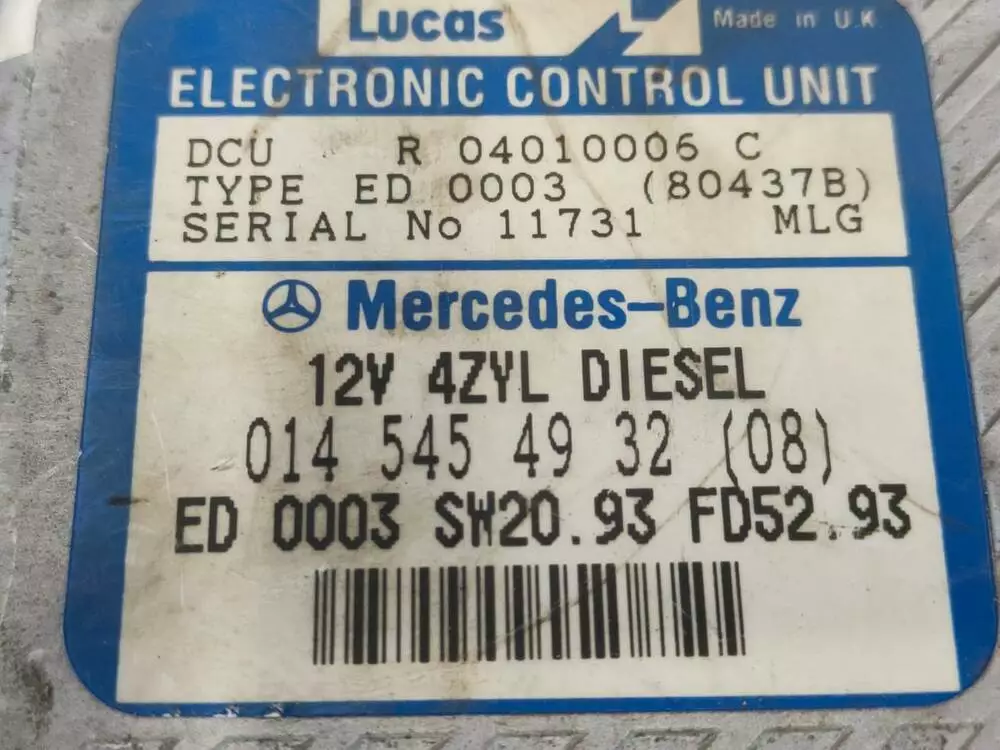 Lucas
Made in U.K
ELECTRONIC CONTROL UNIT
DCU R 04010006 C
TYPE ED 0003 (80437B)
SERIAL No 11731 MLG
Mercedes-Benz
12V 4ZYL DIESEL
014 545 49 32 (08)
ED 0003 SW20.93 FD52.93